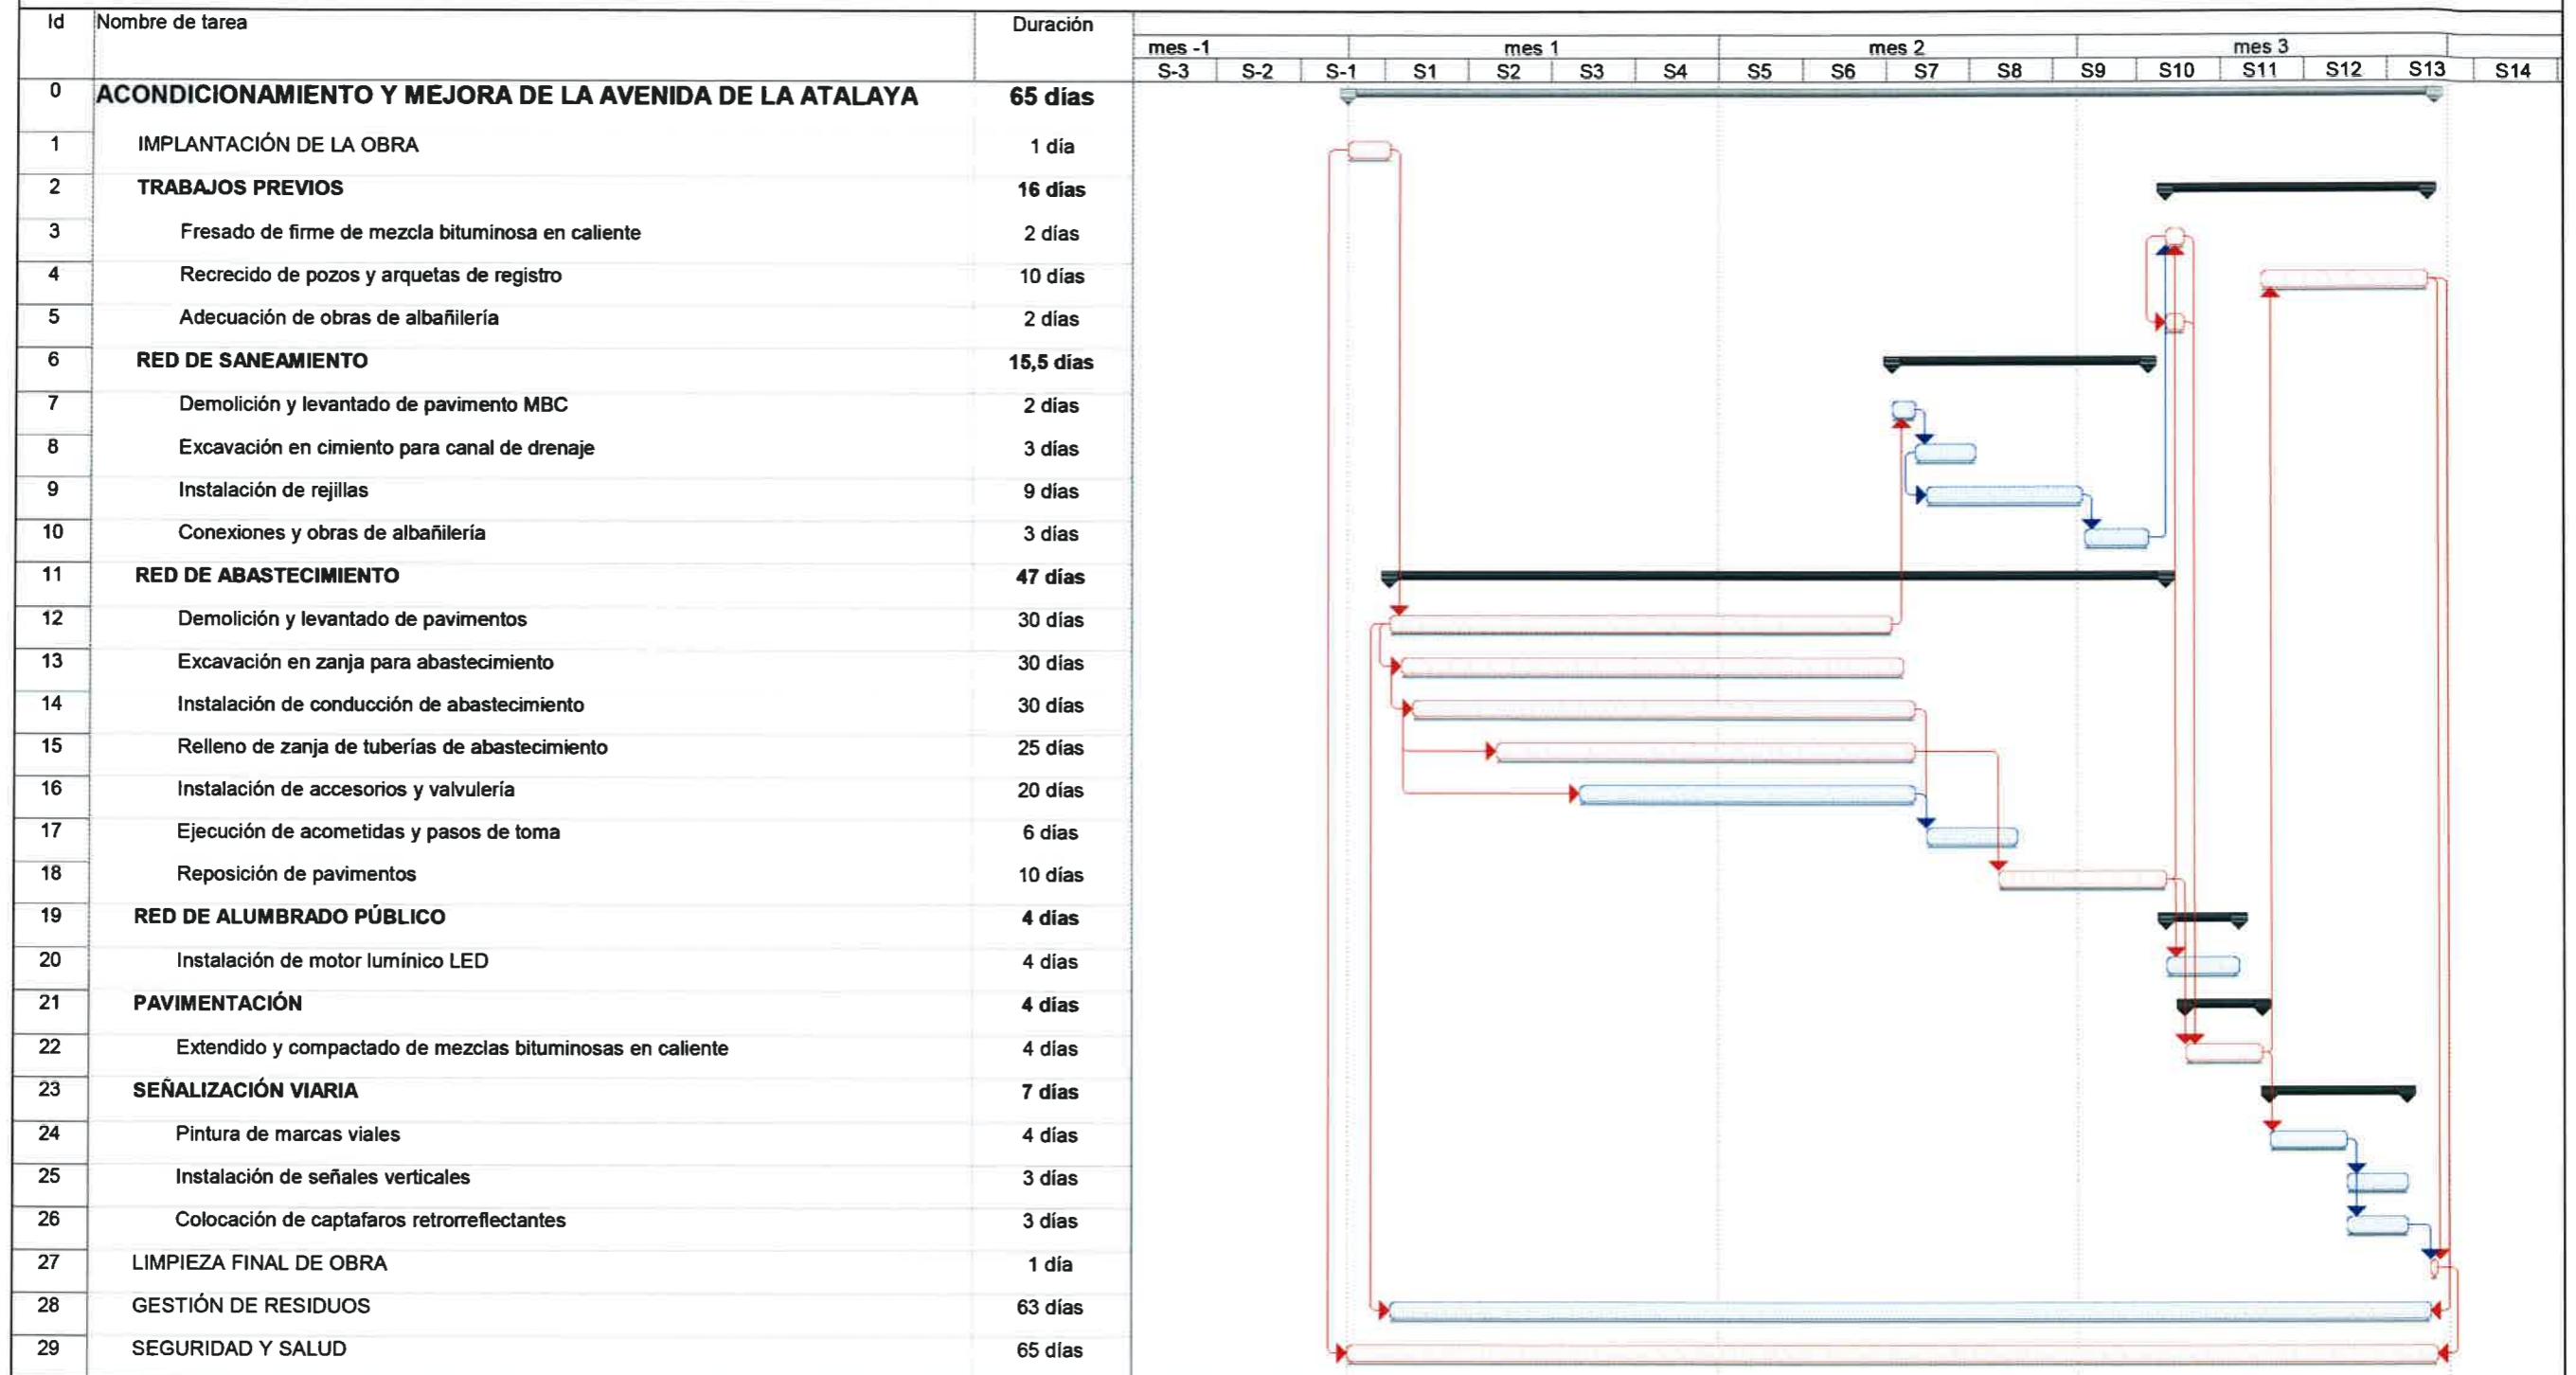 Id Nombre de tarea Duración
mes -1 mes 1 mes 2 mes 3
S-3 S-2 S-1 S1 S2 S3 S4 S5 S6 S7 S8 S9 S10 S11 S12 S13 S14
0 ACONDICIONAMIENTO Y MEJORA DE LA AVENIDA DE LA ATALAYA 65 días
1 IMPLANTACIÓN DE LA OBRA 1 día
2 TRABAJOS PREVIOS 16 días
3 Fresado de firme de mezcla bituminosa en caliente 2 días
4 Recrecido de pozos y arquetas de registro 10 días
5 Adecuación de obras de albañilería 2 días
6 RED DE SANEAMIENTO 15,5 días
7 Demolición y levantado de pavimento MBC 2 días
8 Excavación en cimiento para canal de drenaje 3 días
9 Instalación de rejillas 9 días
10 Conexiones y obras de albañilería 3 días
11 RED DE ABASTECIMIENTO 47 días
12 Demolición y levantado de pavimentos 30 días
13 Excavación en zanja para abastecimiento 30 días
14 Instalación de conducción de abastecimiento 30 días
15 Relleno de zanja de tuberías de abastecimiento 25 días
16 Instalación de accesorios y valvulería 20 días
17 Ejecución de acometidas y pasos de toma 6 días
18 Reposición de pavimentos 10 días
19 RED DE ALUMBRADO PÚBLICO 4 días
20 Instalación de motor lumínico LED 4 días
21 PAVIMENTACIÓN 4 días
22 Extendido y compactado de mezclas bituminosas en caliente 4 días
23 SEÑALIZACIÓN VIARIA 7 días
24 Pintura de marcas viales 4 días
25 Instalación de señales verticales 3 días
26 Colocación de captafaros retrorreflectantes 3 días
27 LIMPIEZA FINAL DE OBRA 1 día
28 GESTIÓN DE RESIDUOS 63 días
29 SEGURIDAD Y SALUD 65 días